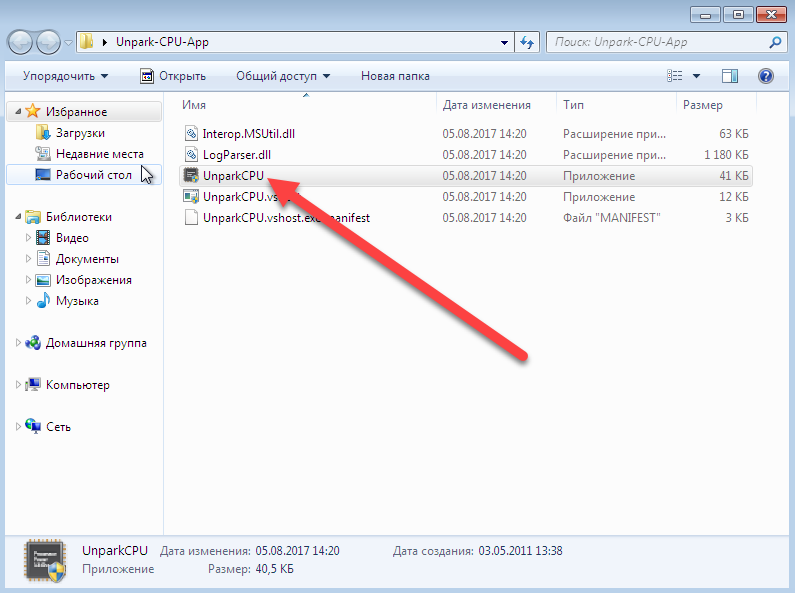 Unpark-CPU-App
Поиск: Unpark-CPU-App
Упорядочить Открыть Общий доступ Новая папка
Имя Дата изменения Тип Размер
Избранное
Загрузки
Недавние места
Рабочий стол
Библиотеки
Видео
Документы
Изображения
Музыка
Домашняя группа
Компьютер
Сеть
Interop.MSUtil.dll 05.08.2017 14:20 Расширение при... 63 КБ
LogParser.dll 05.08.2017 14:20 Расширение при... 1 180 КБ
UnparkCPU 05.08.2017 14:20 Приложение 41 КБ
UnparkCPU.vshost 05.08.2017 14:20 Приложение 12 КБ
UnparkCPU.vshost.exe.manifest 05.08.2017 14:20 Файл "MANIFEST" 3 КБ
UnparkCPU Дата изменения: 05.08.2017 14:20 Дата создания: 03.05.2011 13:38
Приложение Размер: 40,5 КБ